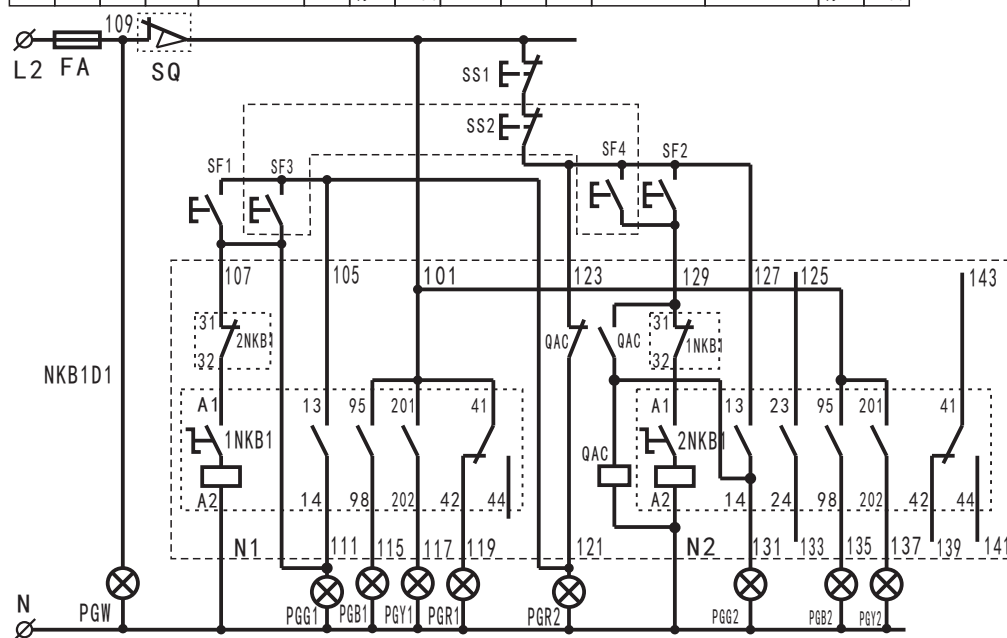 109
L2 FA SQ
SS1
SS2
SF1 SF3 SF4 SF2
107 105 101 123 129 127 125 143
31 2NKB1 QAC QAC 31 1NKB1
32 32
NKB1D1
A1 13 95 201 41 A1 13 23 95 201 41
1NKB1 QAC 2NKB1
A2 14 98 202 42 44 A2 14 24 98 202 42 44
N1 111 115 117 119 121 N2 131 133 135 137 139 141
N PGW PGG1 PGB1 PGY1 PGR1 PGR2 PGG2 PGB2 PGY2